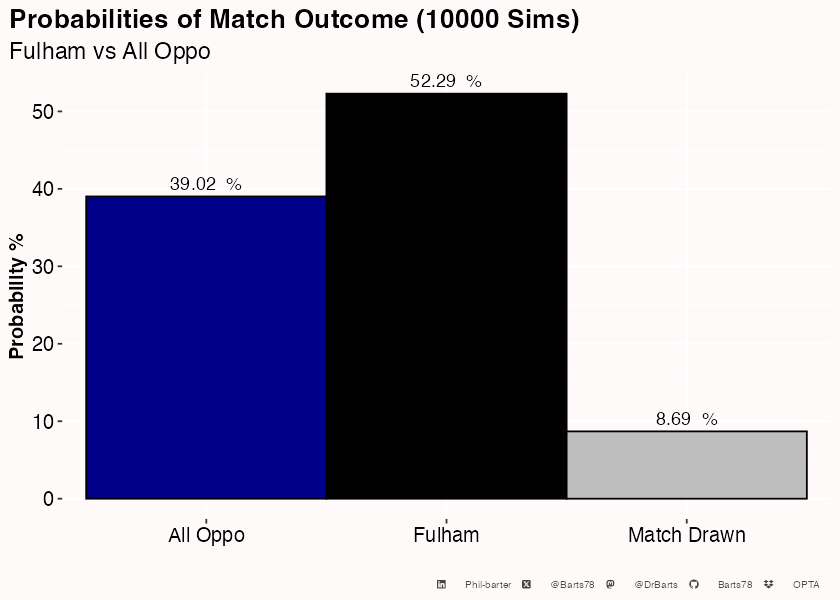 Probabilities of Match Outcome (10000 Sims)
Fulham vs All Oppo
Probability %
50
40
30
20
10
0
39.02 %
52.29 %
8.69 %
All Oppo
Fulham
Match Drawn
Phil-barter @Barts78 @DrBarts Barts78 OPTA